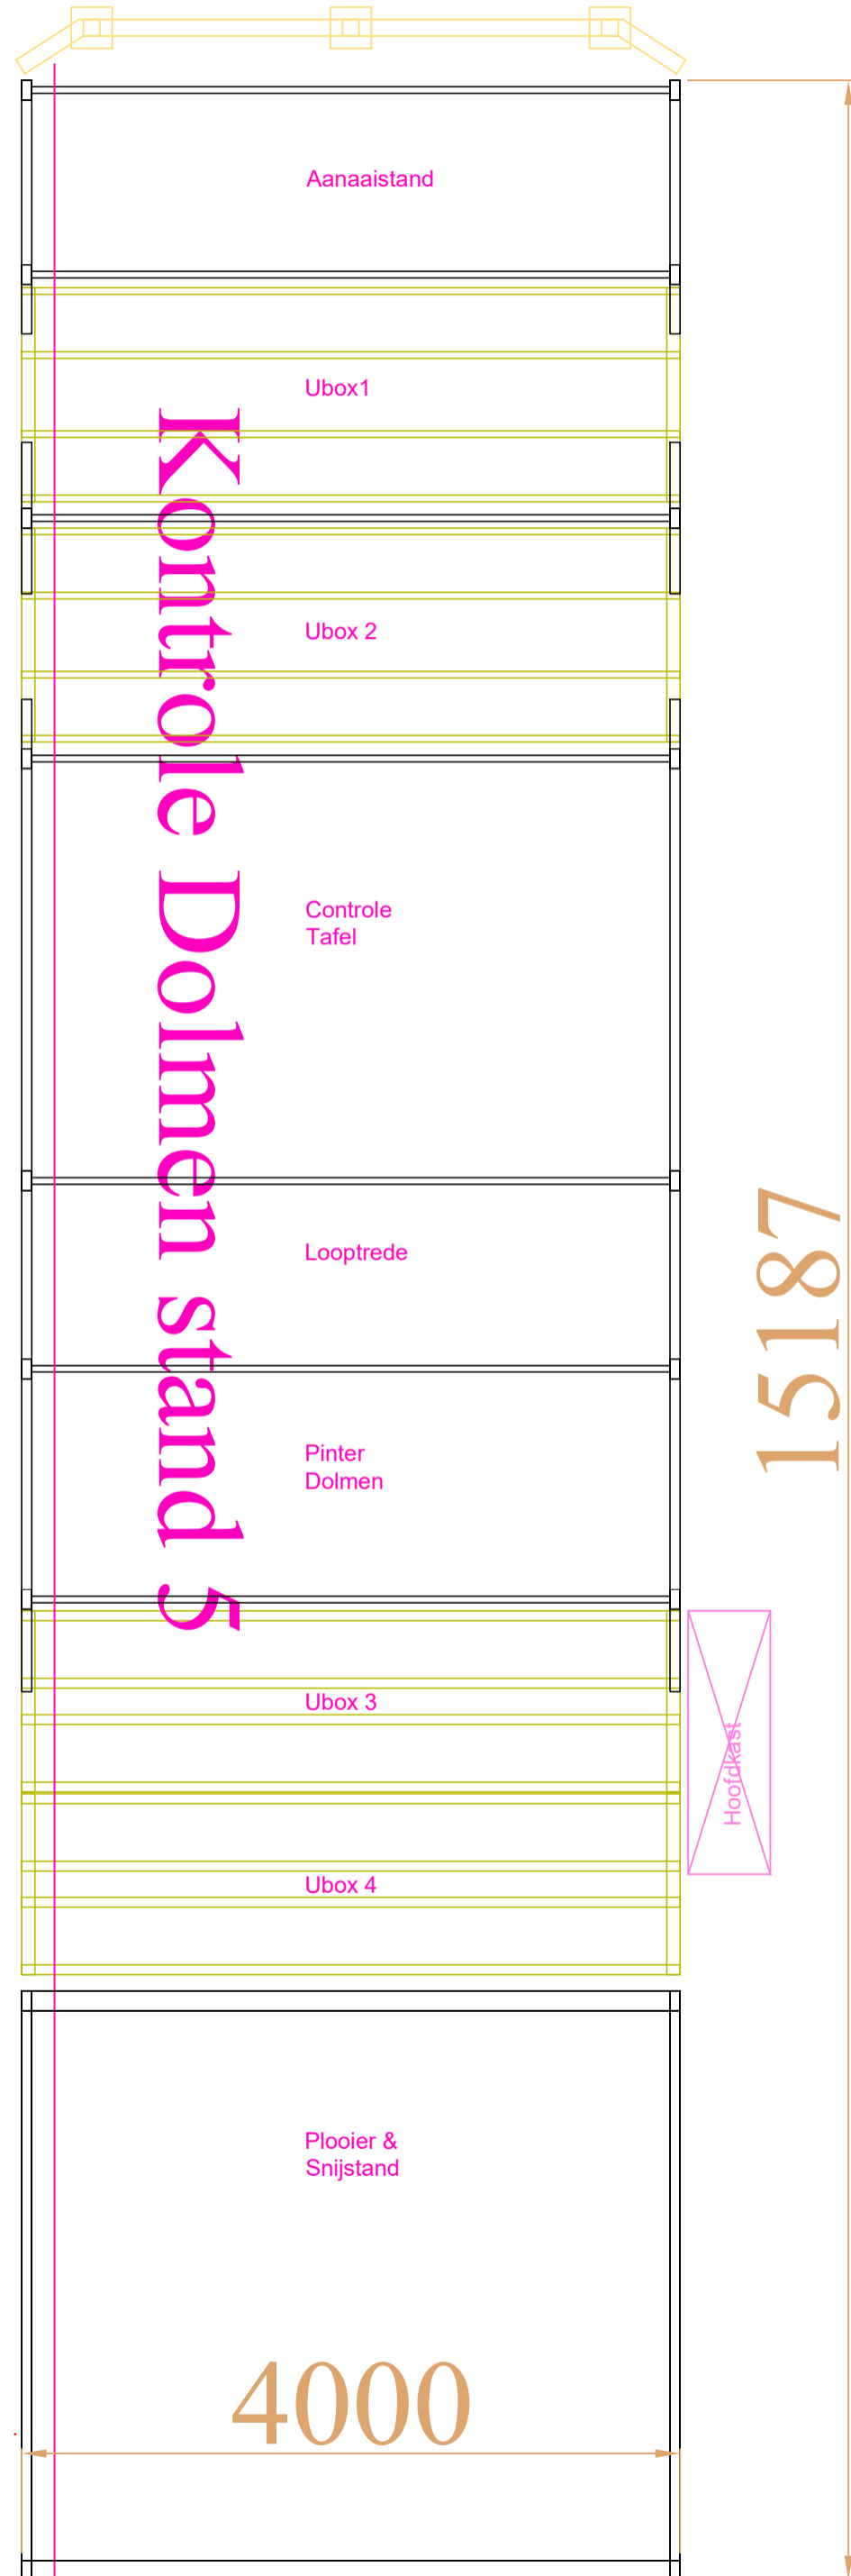 Aanaaistand
Ubox1
Kontrole Dolmen stand 5
Ubox 2
Controle
Tafel
Looptrede
15187
Pinter
Dolmen
Ubox 3
Hoofdkast
Ubox 4
Plooier &
Snijstand
4000